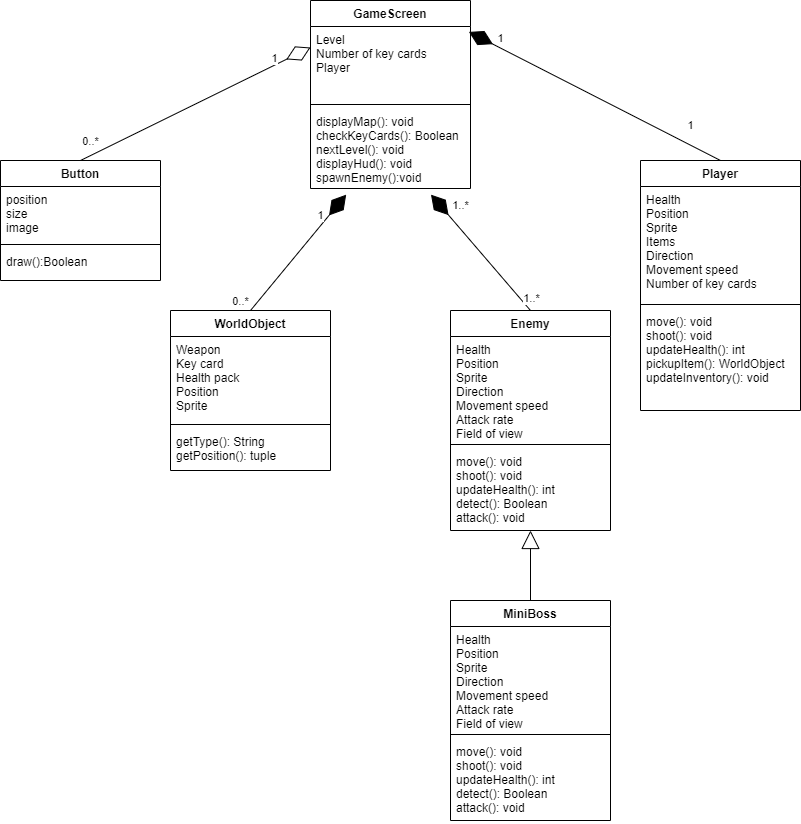 GameScreen
Level
Number of key cards
Player
displayMap(): void
checkKeyCards(): Boolean
nextLevel(): void
displayHud(): void
spawnEnemy():void
1
0..*
1
1
1
0..*
1..*
1..*
Button
position
size
image
draw():Boolean
Player
Health
Position
Sprite
Items
Direction
Movement speed
Number of key cards
move(): void
shoot(): void
updateHealth(): int
pickupItem(): WorldObject
updateInventory(): void
WorldObject
Weapon
Key card
Health pack
Position
Sprite
getType(): String
getPosition(): tuple
Enemy
Health
Position
Sprite
Direction
Movement speed
Attack rate
Field of view
move(): void
shoot(): void
updateHealth(): int
detect(): Boolean
attack(): void
MiniBoss
Health
Position
Sprite
Direction
Movement speed
Attack rate
Field of view
move(): void
shoot(): void
updateHealth(): int
detect(): Boolean
attack(): void